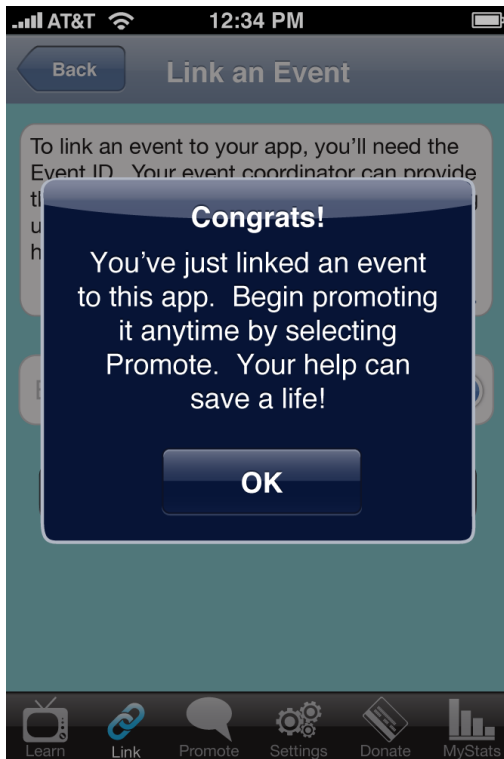 AT&T 12:34 PM
Back Link an Event
To link an event to your app, you'll need the
Event ID. Your event coordinator can provide
Congrats!
You've just linked an event
to this app. Begin promoting
it anytime by selecting
Promote. Your help can
save a life!
OK
Learn Link Promote Settings Donate MyStats